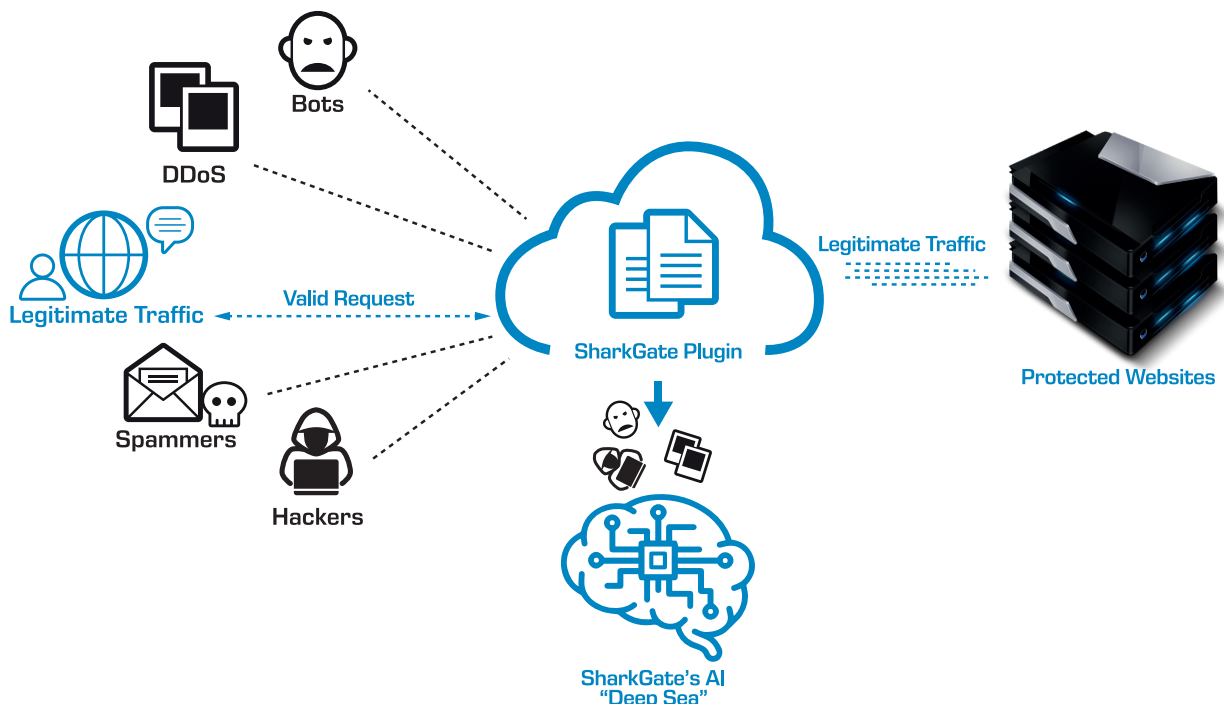 Bots
DDoS
Legitimate Traffic
Valid Request
Spammers
Hackers
SharkGate Plugin
Legitimate Traffic
Protected Websites
SharkGate's AI
“Deep Sea”